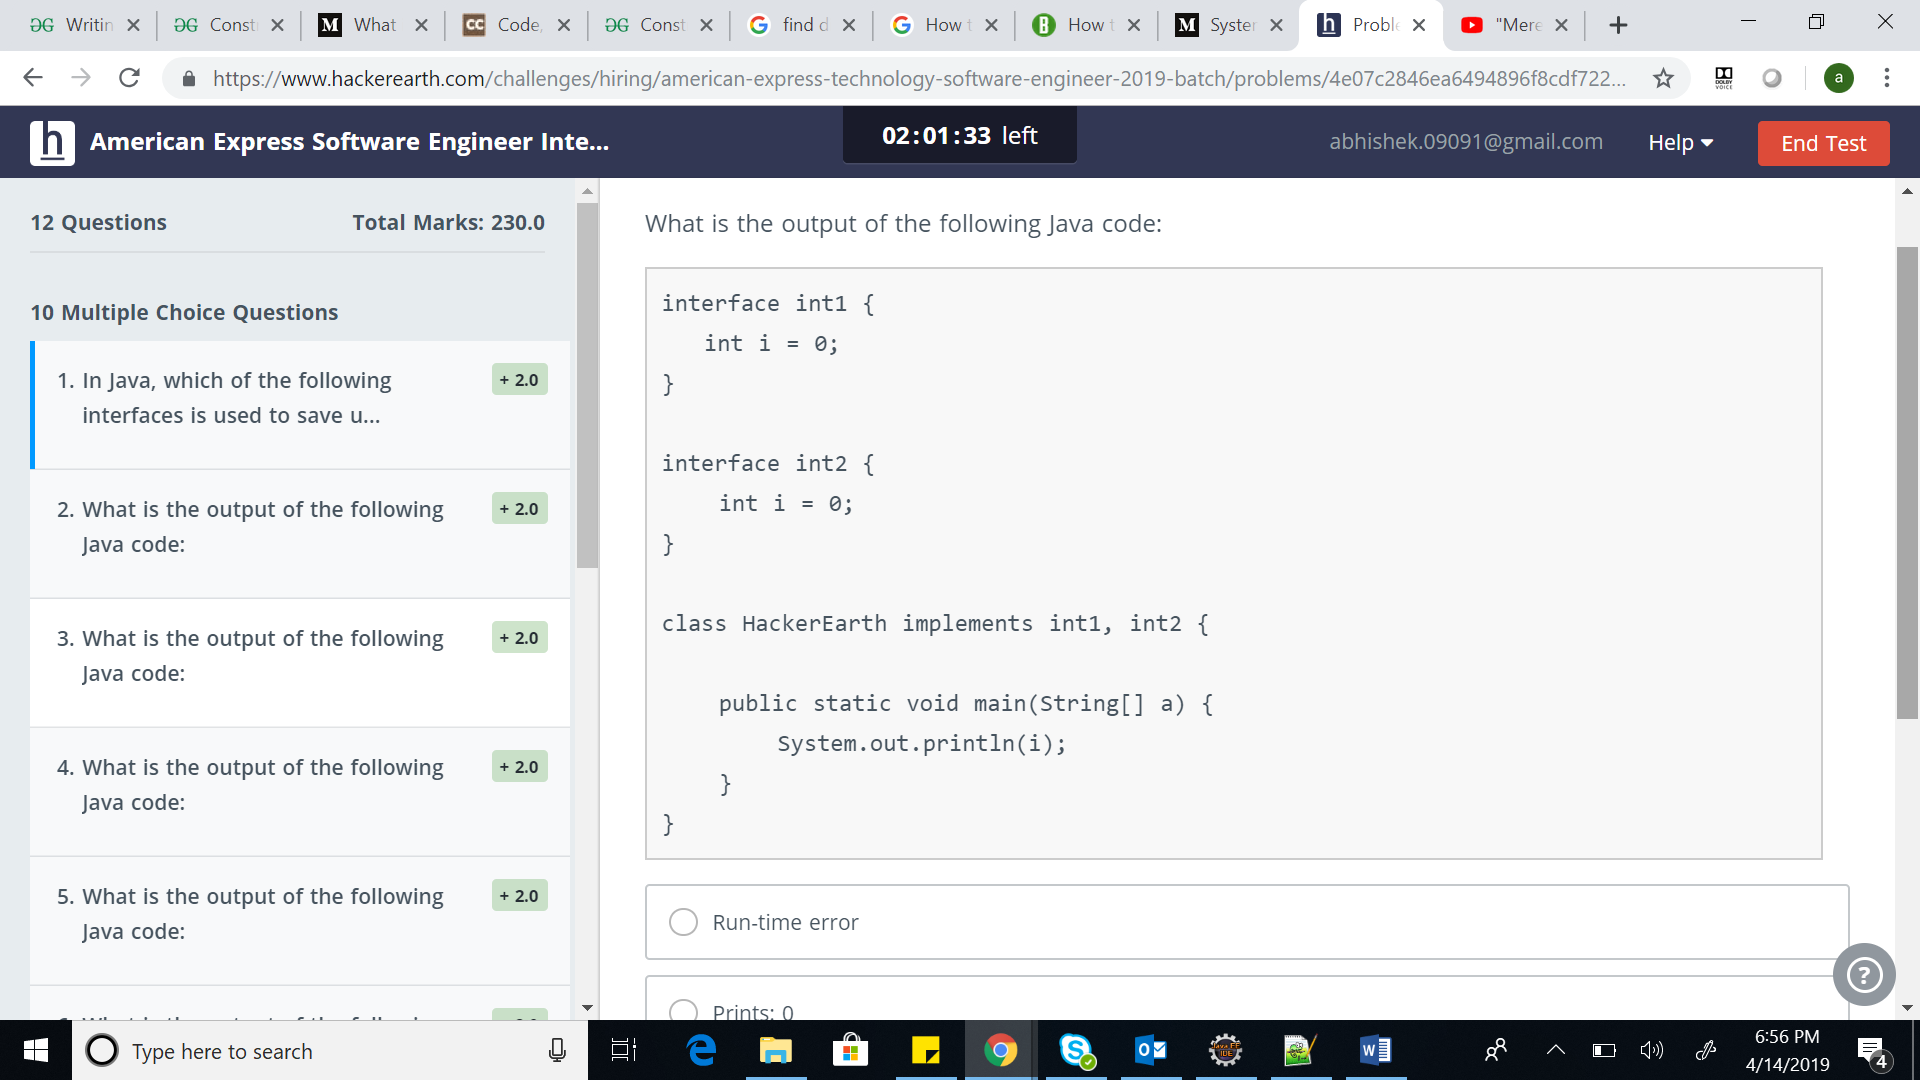 Writin
Const
What
Code,
Const
find d
How t
How t
System
Proble
"Mere
https://www.hackerearth.com/challenges/hiring/american-express-technology-software-engineer-2019-batch/problems/4e07c2846ea6494896f8cdf722...
American Express Software Engineer Inte...
02:01:33 left
abhishek.09091@gmail.com
Help
End Test
12 Questions
Total Marks: 230.0
10 Multiple Choice Questions
1. In Java, which of the following
interfaces is used to save u...
+ 2.0
2. What is the output of the following
Java code:
+ 2.0
3. What is the output of the following
Java code:
+ 2.0
4. What is the output of the following
Java code:
+ 2.0
5. What is the output of the following
Java code:
+ 2.0
What is the output of the following Java code:
interface int1 {
int i = 0;
}
interface int2 {
int i = 0;
}
class HackerEarth implements int1, int2 {
public static void main(String[] a) {
System.out.println(i);
}
}
Run-time error
Prints: 0
Type here to search
6:56 PM
4/14/2019
4